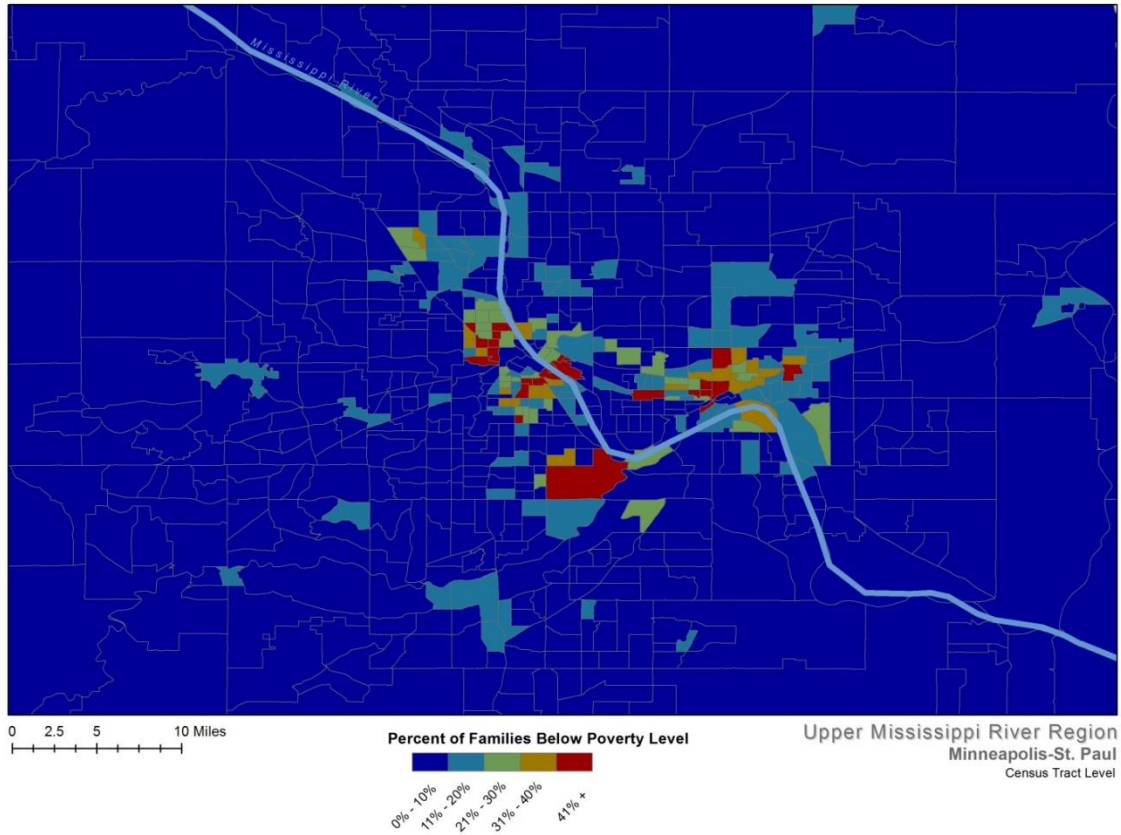 Mississippi River
0 2.5 5 10 Miles
Percent of Families Below Poverty Level
0% - 10%
11% - 20%
21% - 30%
31% - 40%
41% +
Upper Mississippi River Region
Minneapolis-St. Paul
Census Tract Level